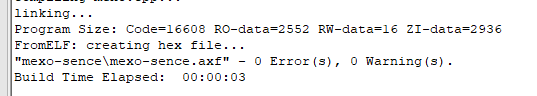 linking...
Program Size: Code=16608 RO-data=2552 RW-data=16 ZI-data=2936
FromELF: creating hex file...
"mexo-sence\mexo-sence.axf" - 0 Error(s), 0 Warning(s).
Build Time Elapsed:  00:00:03